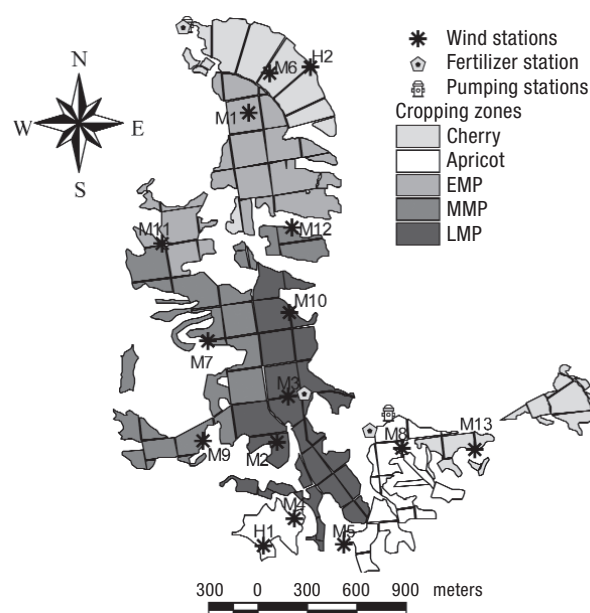 N
W E
S
Wind stations
Fertilizer station
Pumping stations
Cropping zones
Cherry
Apricot
EMP
MMP
LMP
M6
H2
M1
M11
M12
M10
M7
M3
M9
M2
M8
M13
M4
H1
M5
300 0 300 600 900 meters